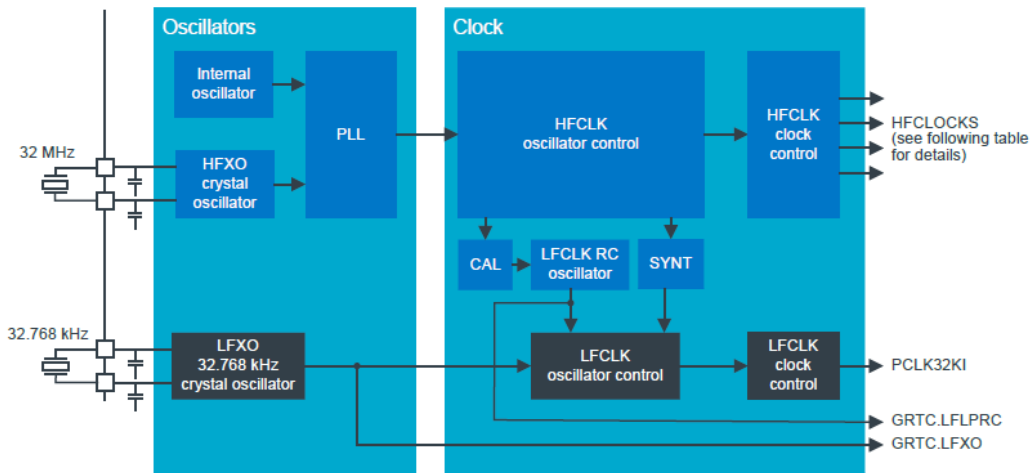 Oscillators
Clock
Internal
oscillator
PLL
HFCLK
oscillator control
HFCLK
clock
control
HFCLOCKS
(see following table
for details)
32 MHz
HFXO
crystal
oscillator
CAL
LFCLK RC
oscillator
SYNT
32.768 kHz
LFXO
32.768 kHz
crystal oscillator
LFCLK
oscillator control
LFCLK
clock
control
PCLK32KI
GRTC.LFLPRC
GRTC.LFXO